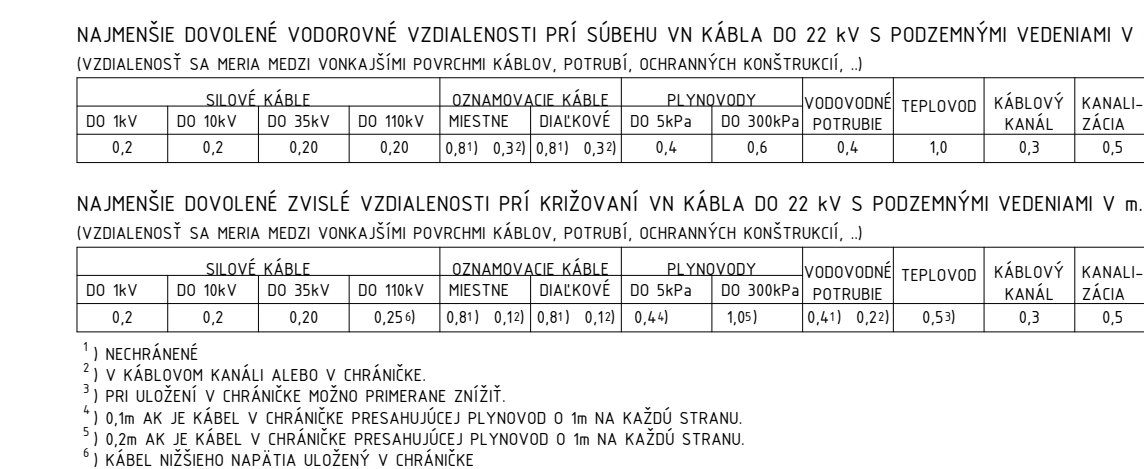 NAJMENŠIE DOVOLENÉ VODOROVNÉ VZDIALENOSTI PRÍ SÚBEHU VN KÁBLA DO 22 kV S PODZEMNÝMI VEDENIAMI V
(VZDIALENOSŤ SA MERIA MEDZI VONKAJŠÍMI POVRCHMI KÁBLOV, POTRUBÍ, OCHRANNÝCH KONŠTRUKCIÍ, ..)
SILOVÉ KÁBLE OZNAMOVACIE KÁBLE PLYNOVODY VODOVODNÉ POTRUBIE TEPLOVOD KÁBLOVÝ KANÁL KANALI-ZÁCIA
DO 1kV DO 10kV DO 35kV DO 110kV MIESTNE DIAĽKOVÉ DO 5kPa DO 300kPa
0,2 0,2 0,20 0,20 0,81) 0,32) 0,81) 0,32) 0,4 0,6 0,4 1,0 0,3 0,5
NAJMENŠIE DOVOLENÉ ZVISLÉ VZDIALENOSTI PRÍ KRIŽOVANÍ VN KÁBLA DO 22 kV S PODZEMNÝMI VEDENIAMI V m.
(VZDIALENOSŤ SA MERIA MEDZI VONKAJŠÍMI POVRCHMI KÁBLOV, POTRUBÍ, OCHRANNÝCH KONŠTRUKCIÍ, ..)
SILOVÉ KÁBLE OZNAMOVACIE KÁBLE PLYNOVODY VODOVODNÉ POTRUBIE TEPLOVOD KÁBLOVÝ KANÁL KANALI-ZÁCIA
DO 1kV DO 10kV DO 35kV DO 110kV MIESTNE DIAĽKOVÉ DO 5kPa DO 300kPa
0,2 0,2 0,20 0,256) 0,81) 0,12) 0,81) 0,12) 0,44) 1,05) 0,41) 0,22) 0,53) 0,3 0,5
1) NECHRÁNENÉ
2) V KÁBLOVOM KANÁLI ALEBO V CHRÁNIČKE.
3) PRI ULOŽENÍ V CHRÁNIČKE MOŽNO PRIMERANE ZNÍŽIŤ.
4) 0,1m AK JE KÁBEL V CHRÁNIČKE PRESAHUJÚCEJ PLYNOVOD O 1m NA KAŽDÚ STRANU.
5) 0,2m AK JE KÁBEL V CHRÁNIČKE PRESAHUJÚCEJ PLYNOVOD O 1m NA KAŽDÚ STRANU.
6) KÁBEL NIŽŠIEHO NAPÄTIA ULOŽENÝ V CHRÁNIČKE